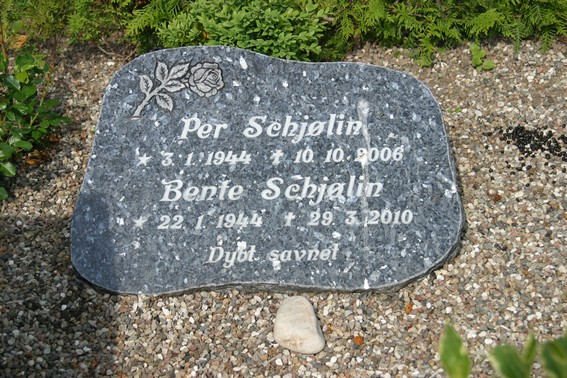 Per Schjølin
★ 3.1.1944 ✝ 10.10.2006
Bente Schjølin
★ 22.1.1944 ✝ 29.3.2010
Dybt savnet